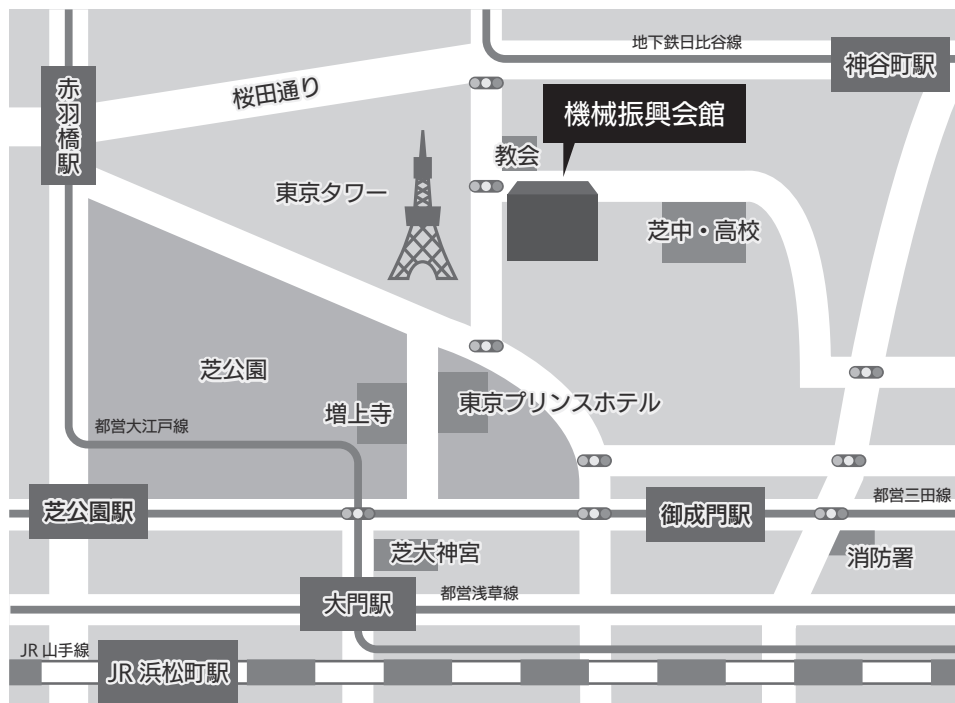 地下鉄日比谷線
神谷町駅
赤羽橋駅
桜田通り
機械振興会館
教会
東京タワー
芝中・高校
芝公園
増上寺
東京プリンスホテル
都営大江戸線
芝公園駅
御成門駅
都営三田線
芝大神宮
消防署
大門駅
都営浅草線
JR 山手線
JR 浜松町駅